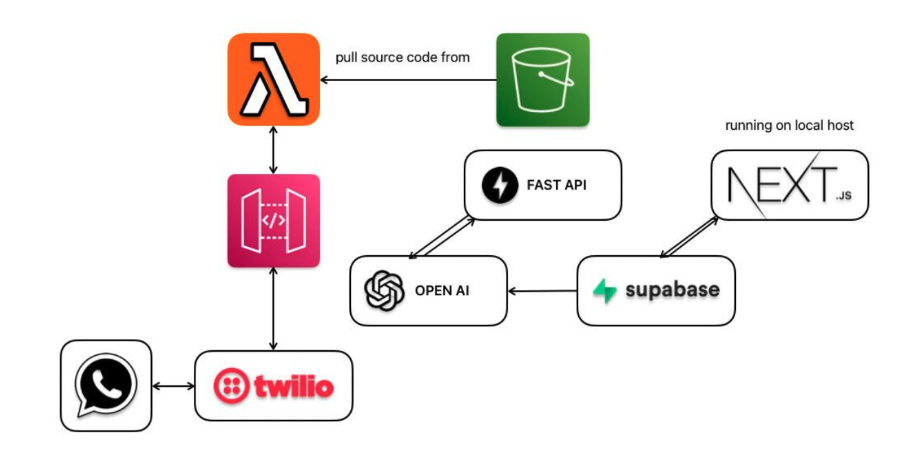 pull source code from
running on local host
FAST API
NEXT
.JS
</>
OPEN AI
supabase
twilio